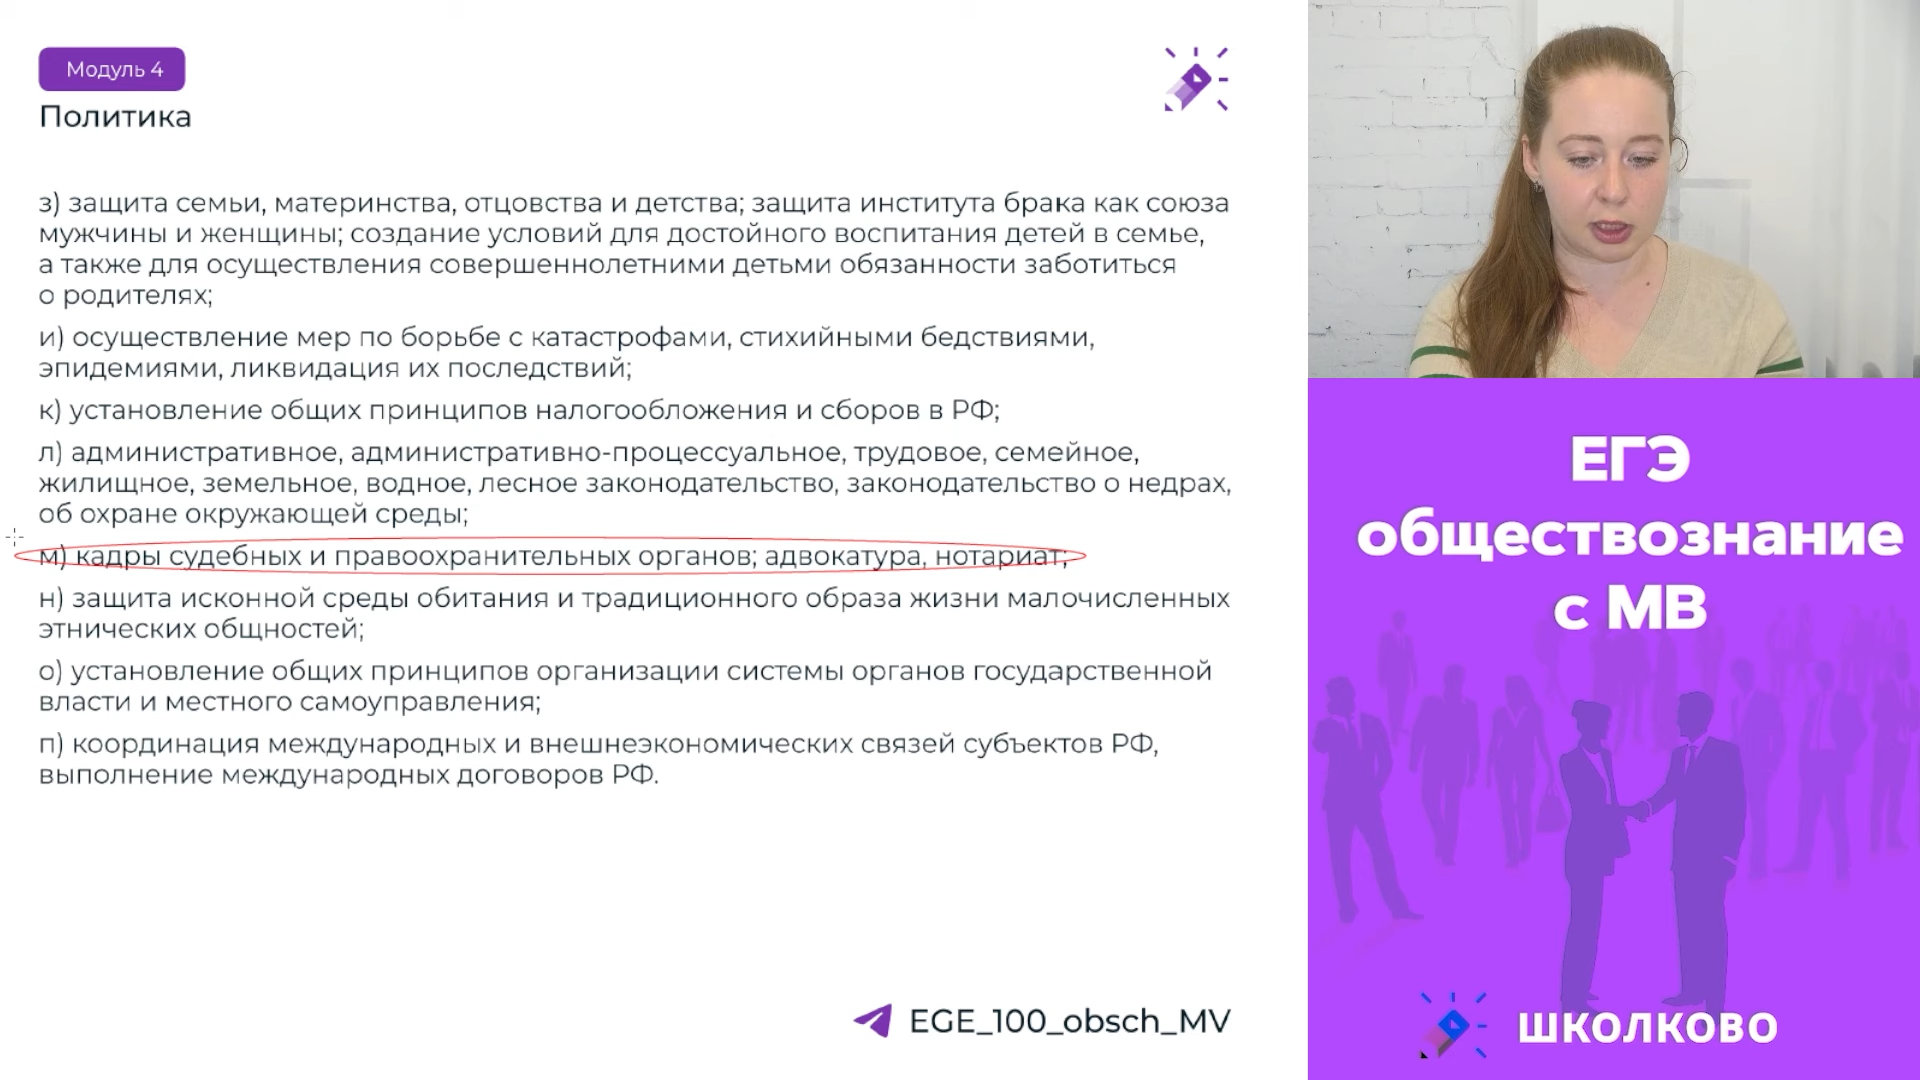 Модуль 4
Политика
з) защита семьи, материнства, отцовства и детства; защита института брака как союза
мужчины и женщины; создание условий для достойного воспитания детей в семье,
а также для осуществления совершеннолетними детьми обязанности заботиться
о родителях;
и) осуществление мер по борьбе с катастрофами, стихийными бедствиями,
эпидемиями, ликвидация их последствий;
к) установление общих принципов налогообложения и сборов в РФ;
л) административное, административно-процессуальное, трудовое, семейное,
жилищное, земельное, водное, лесное законодательство, законодательство о недрах,
об охране окружающей среды;
м) кадры судебных и правоохранительных органов; адвокатура, нотариат;
н) защита исконной среды обитания и традиционного образа жизни малочисленных
этнических общностей;
о) установление общих принципов организации системы органов государственной
власти и местного самоуправления;
п) координация международных и внешнеэкономических связей субъектов РФ,
выполнение международных договоров РФ.
EGE_100_obsch_MV
ЕГЭ
обществознание
с МВ
ШКОЛКОВО